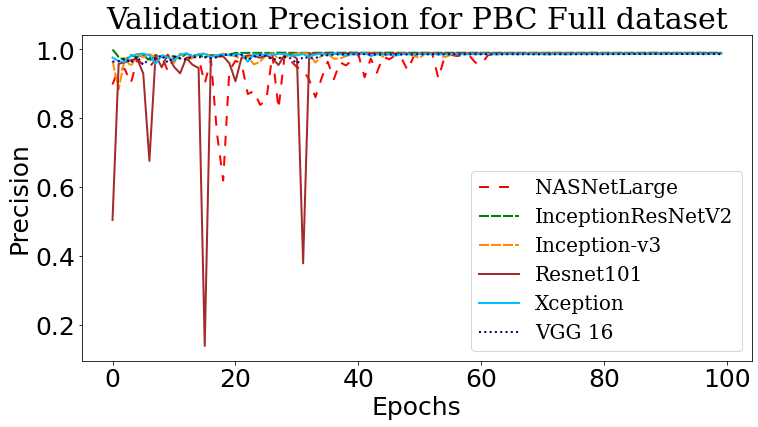 Validation Precision for PBC Full dataset
1.0
0.8
0.6
0.4
0.2
Precision
NASNetLarge
InceptionResNetV2
Inception-v3
Resnet101
Xception
VGG 16
0 20 40 60 80 100
Epochs